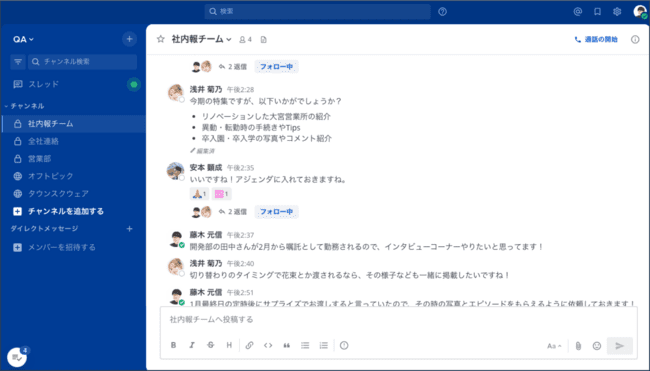 検索
QA
チャンネル検索
スレッド
チャンネル
社内報チーム
全社連絡
営業部
オフトピック
タウンスクウェア
チャンネルを追加する
ダイレクトメッセージ
メンバーを招待する
4
社内報チーム
4
通話の開始
2 返信
フォロー中
浅井 菊乃 午後2:28
今期の特集ですが、以下いかがでしょうか？
リノベーションした大宮営業所の紹介
異動・転勤時の手続きやTips
卒入園・卒入学の写真やコメント紹介
編集済
安本 顕成 午後2:35
いいですね！アジェンダに入れておきますね。
1
1
2 返信
フォロー中
藤木 元信 午後2:37
開発部の田中さんが2月から嘱託として勤務されるので、インタビューコーナーやりたいと思ってます！
浅井 菊乃 午後2:40
切り替わりのタイミングで花束とか渡されるなら、その様子なども一緒に掲載したいですね！
藤木 元信 午後2:51
1月最終日の定時後にサプライズでお渡しすると言っていたので、その時の写真とエピソードをもらえるように依頼しておきます！
社内報チームへ投稿する
B I S H
Aa